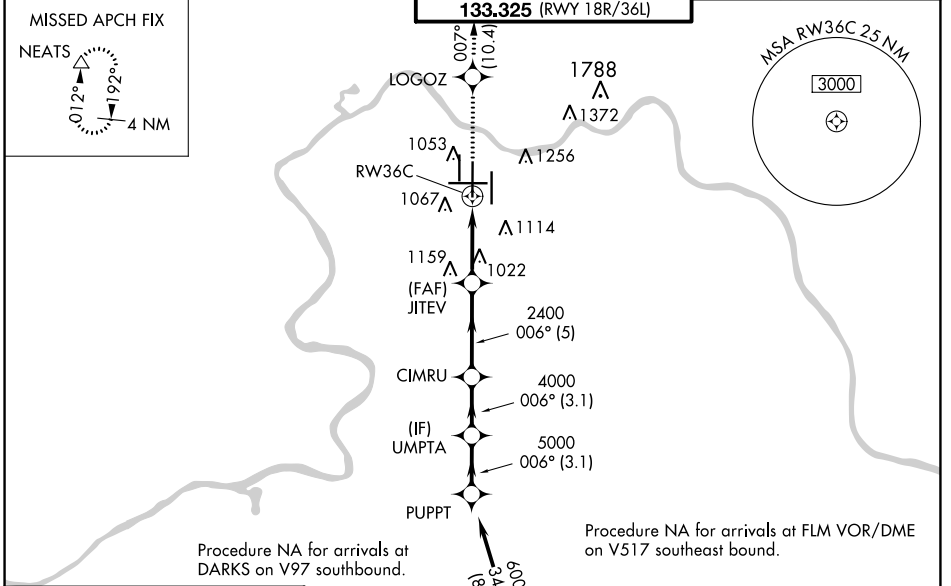 MISSED APCH FIX
NEATS
012°
192°
4 NM
133.325 (RWY 18R/36L)
007°
(10.4)
LOGOZ
1788
1372
1053
1256
RW36C
1067
1114
1159
1022
(FAF)
JITEV
2400
006° (5)
CIMRU
4000
006° (3.1)
(IF)
UMPTA
5000
006° (3.1)
PUPPT
MSA RW36C 25 NM
3000
Procedure NA for arrivals at
DARKS on V97 southbound.
Procedure NA for arrivals at FLM VOR/DME
on V517 southeast bound.